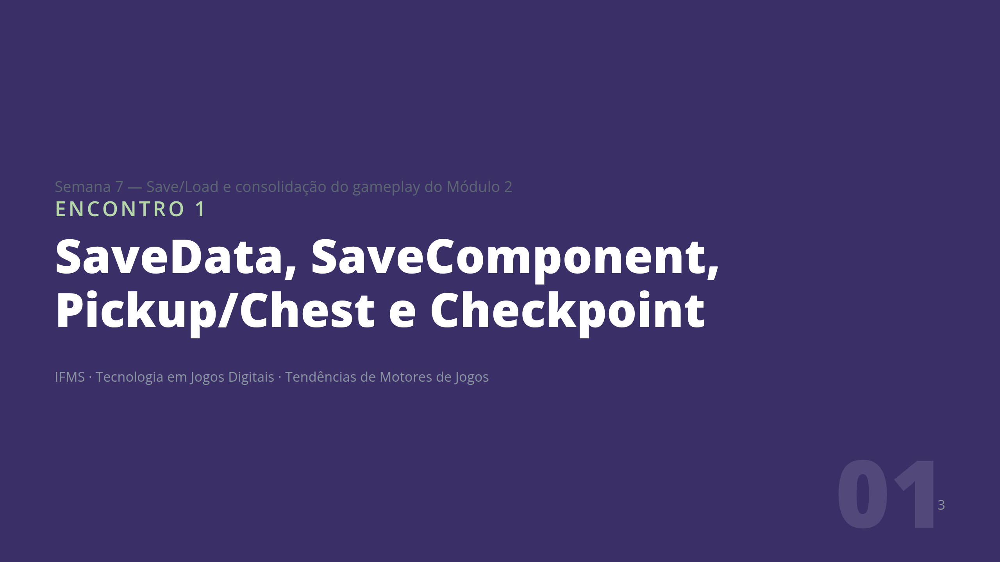 Semana 7 — Save/Load e consolidação do gameplay do Módulo 2
ENCONTRO 1
SaveData, SaveComponent,
Pickup/Chest e Checkpoint
IFMS · Tecnologia em Jogos Digitais · Tendências de Motores de Jogos
01
3